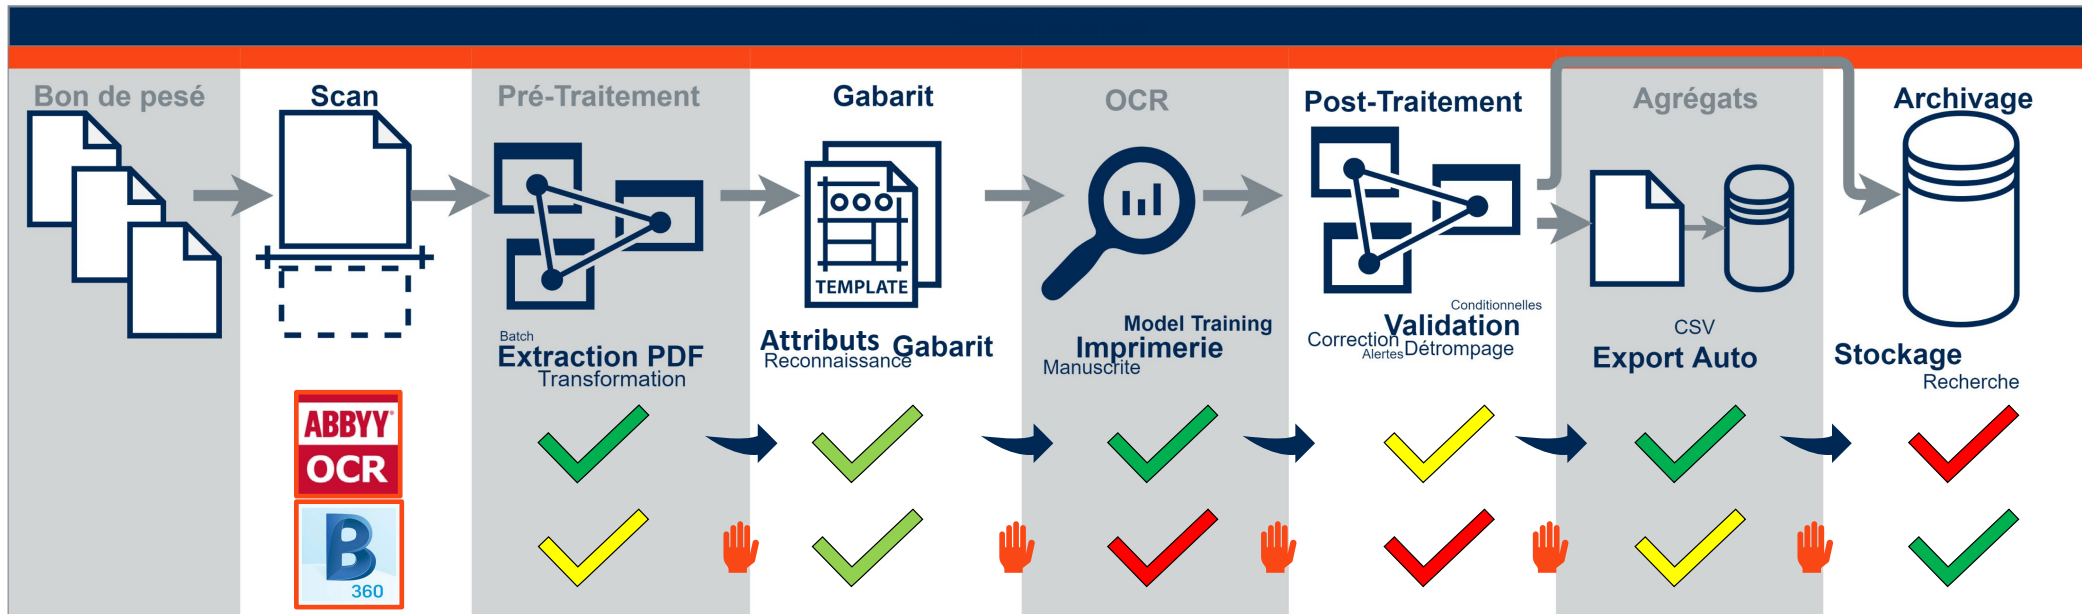 Bon de pesé
Scan
Pré-Traitement
Gabarit
OCR
Post-Traitement
Agrégats
Archivage
TEMPLATE
Batch
Extraction PDF
Transformation
Attributs
Gabarit
Reconnaissance
Model Training
Imprimerie
Manuscrite
Conditionnelles
Validation
Correction
Alertes
Détrompage
CSV
Export Auto
Stockage
Recherche
ABBYY®
OCR
B
360